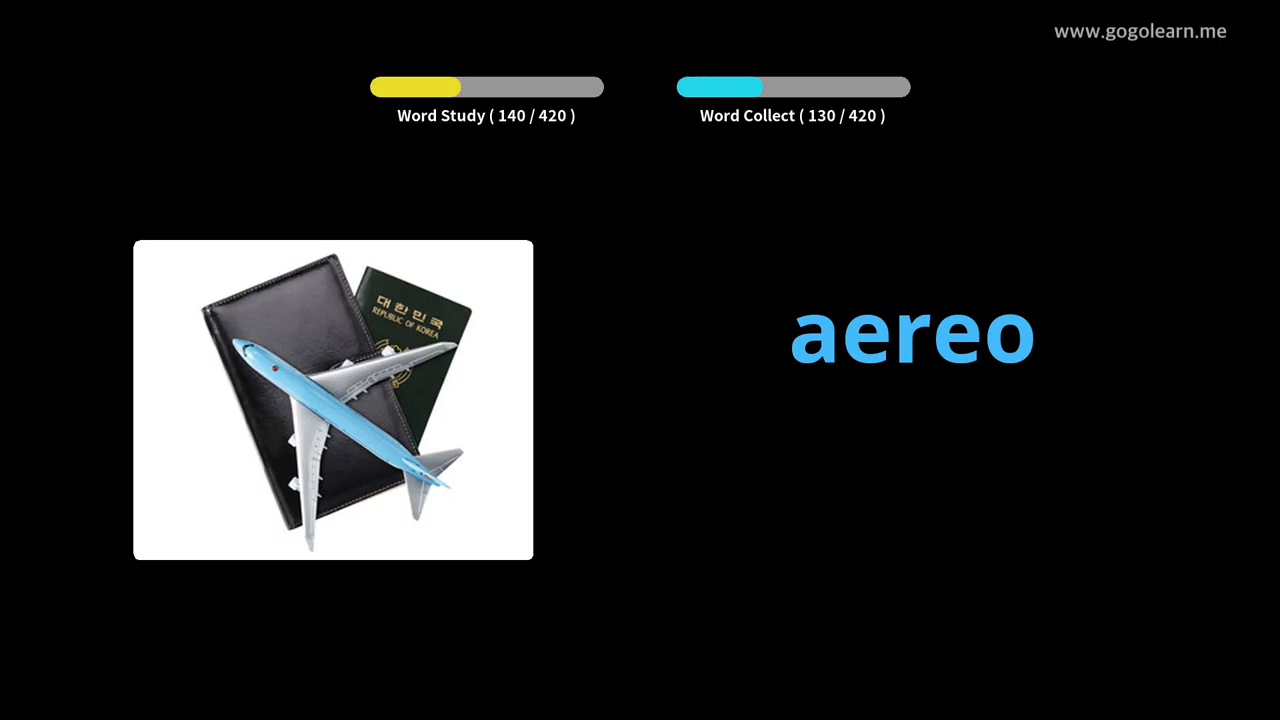 www.gogolearn.me
Word Study ( 140 / 420 )
Word Collect ( 130 / 420 )
대한민국
REPUBLIC OF KOREA
aereo